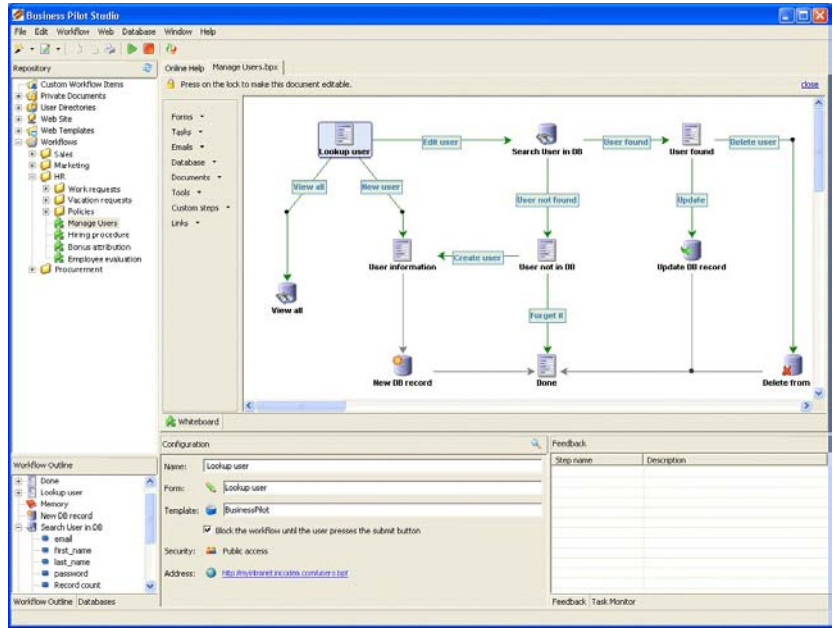 Business Pilot Studio
File Edit Workflow Web Database Window Help
Repository
Custom Workflow Items
Private Documents
User Directories
Web Site
Web Templates
Workflows
Sales
Marketing
HR
Work requests
Vacation requests
Policies
Manage Users
Hiring procedure
Bonus attribution
Employee evaluation
Procurement
Online Help Manage Users.bpx
Press on the lock to make this document editable. close
Forms
Tasks
Emails
Database
Documents
Tools
Custom steps
Links
Lookup user
Edit user
Search User in DB
User found
User found
Delete user
View all
New user
User not found
Update
User information
Create user
User not in DB
Update DB record
View all
Forget it
New DB record
Done
Delete from
Whiteboard
Workflow Outline
Done
Lookup user
Memory
New DB record
Search User in DB
email
first_name
last_name
password
Record count
Workflow Outline Databases
Configuration
Name: Lookup user
Form: Lookup user
Template: BusinessPilot
Block the workflow until the user presses the submit button
Security: Public access
Address: http://myintranet.incodea.com/users.bpf
Feedback
Step name Description
Feedback Task Monitor